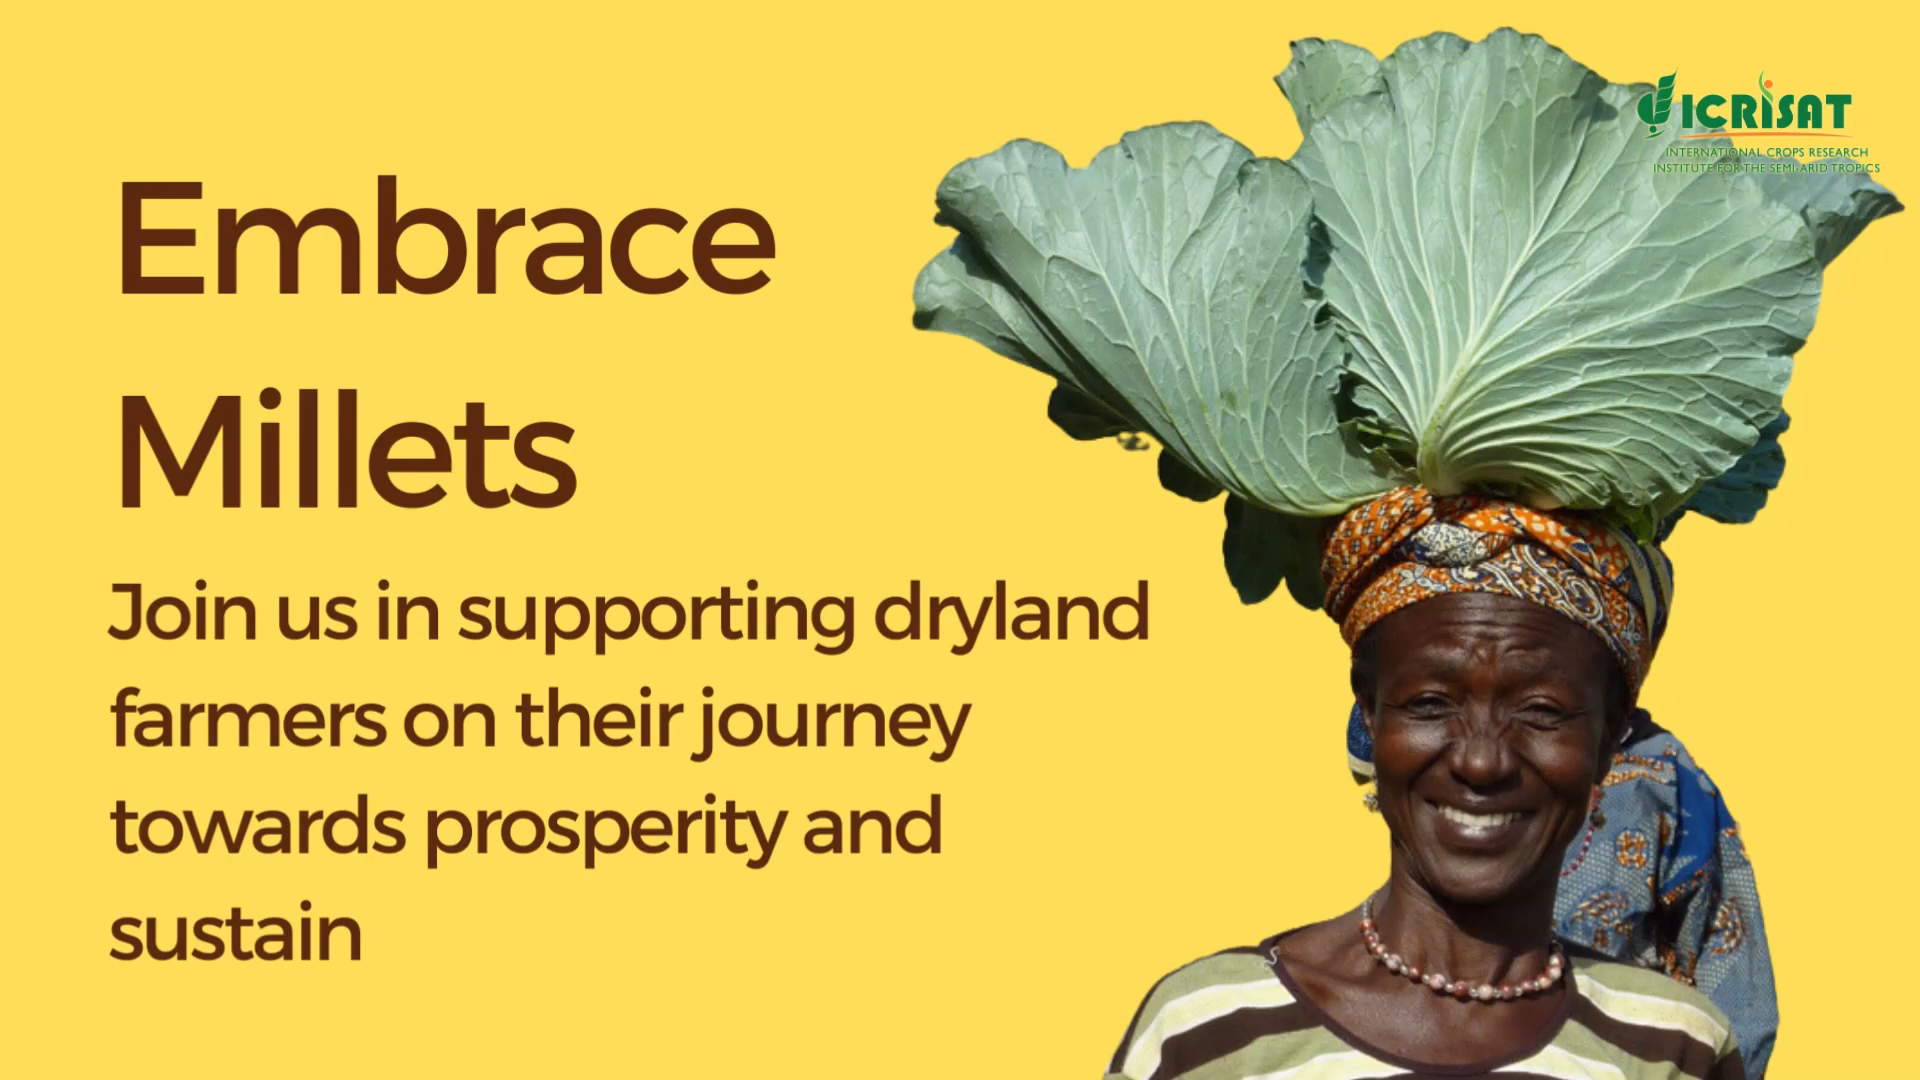 ICRISAT
INTERNATIONAL CROPS RESEARCH
INSTITUTE FOR THE SEMI-ARID TROPICS
Embrace
Millets
Join us in supporting dryland
farmers on their journey
towards prosperity and
sustain